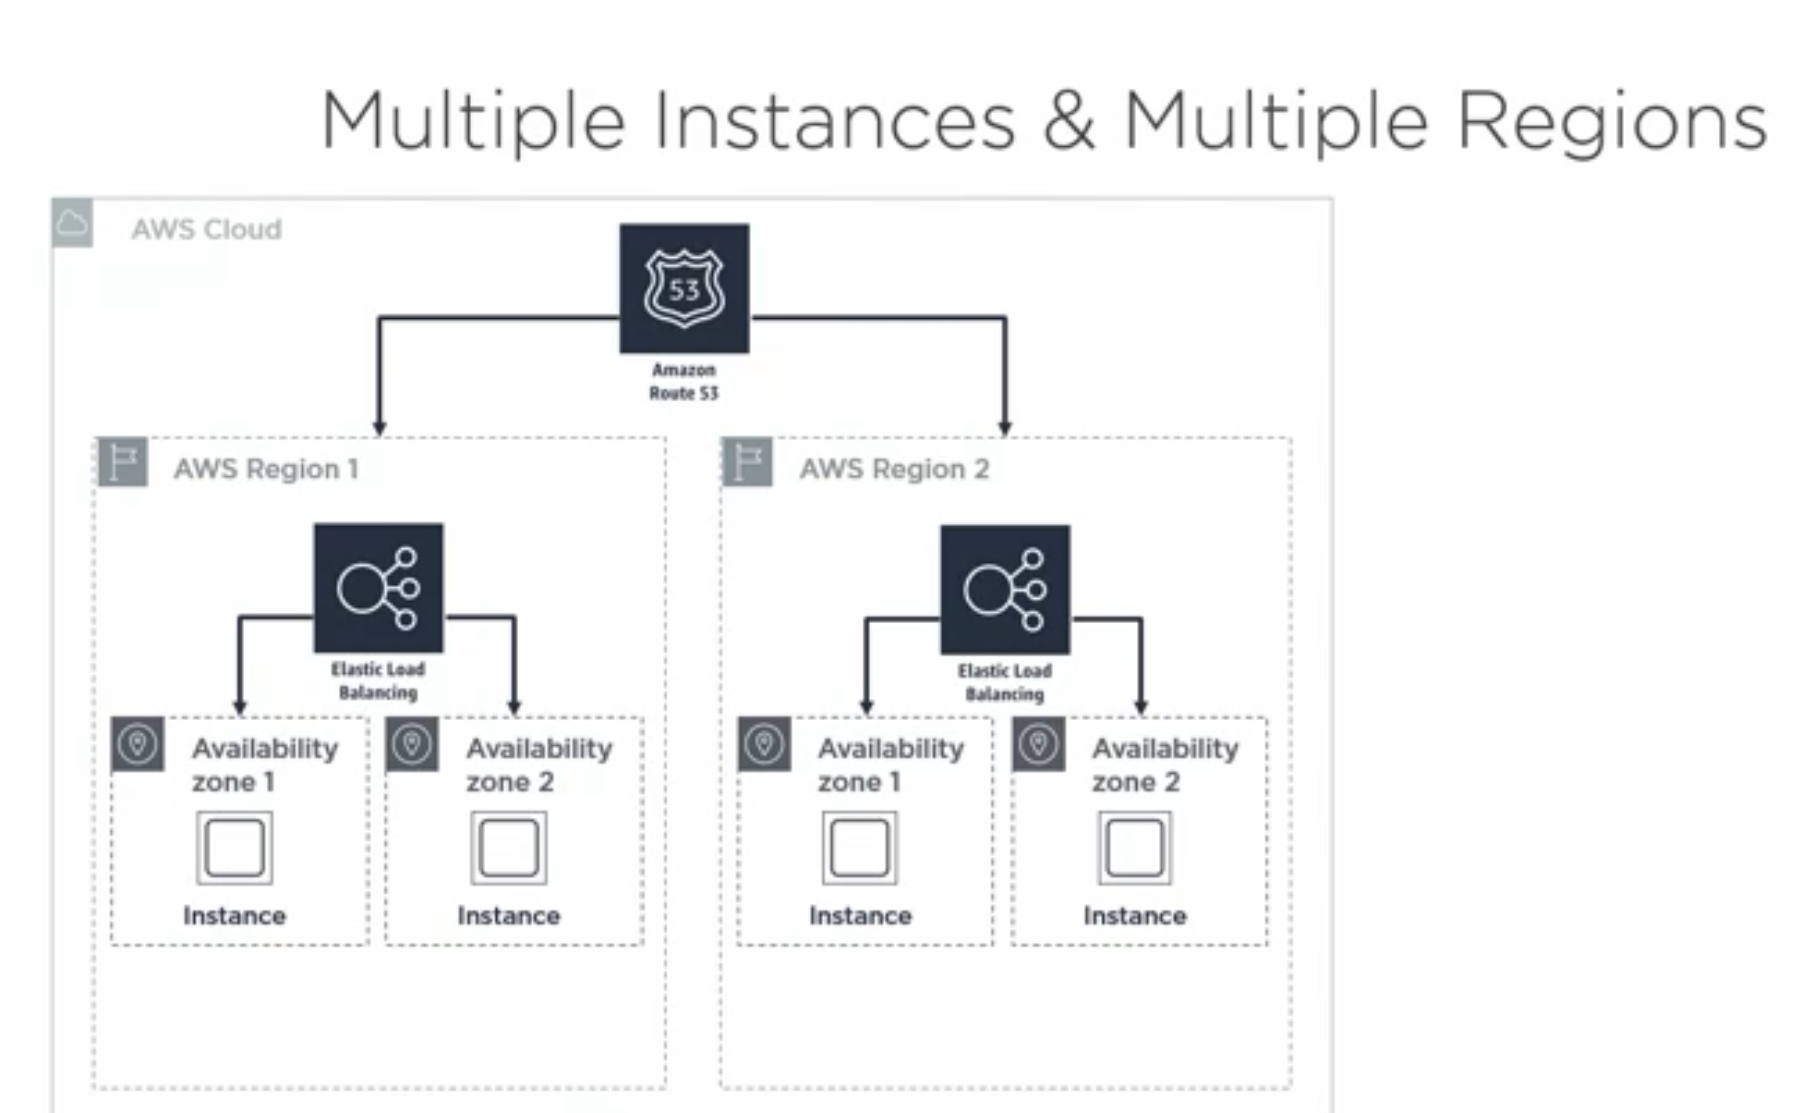 Multiple Instances & Multiple Regions
AWS Cloud
53
Amazon
Route 53
AWS Region 1
AWS Region 2
Elastic Load
Balancing
Elastic Load
Balancing
Availability
zone 1
Availability
zone 2
Availability
zone 1
Availability
zone 2
Instance
Instance
Instance
Instance